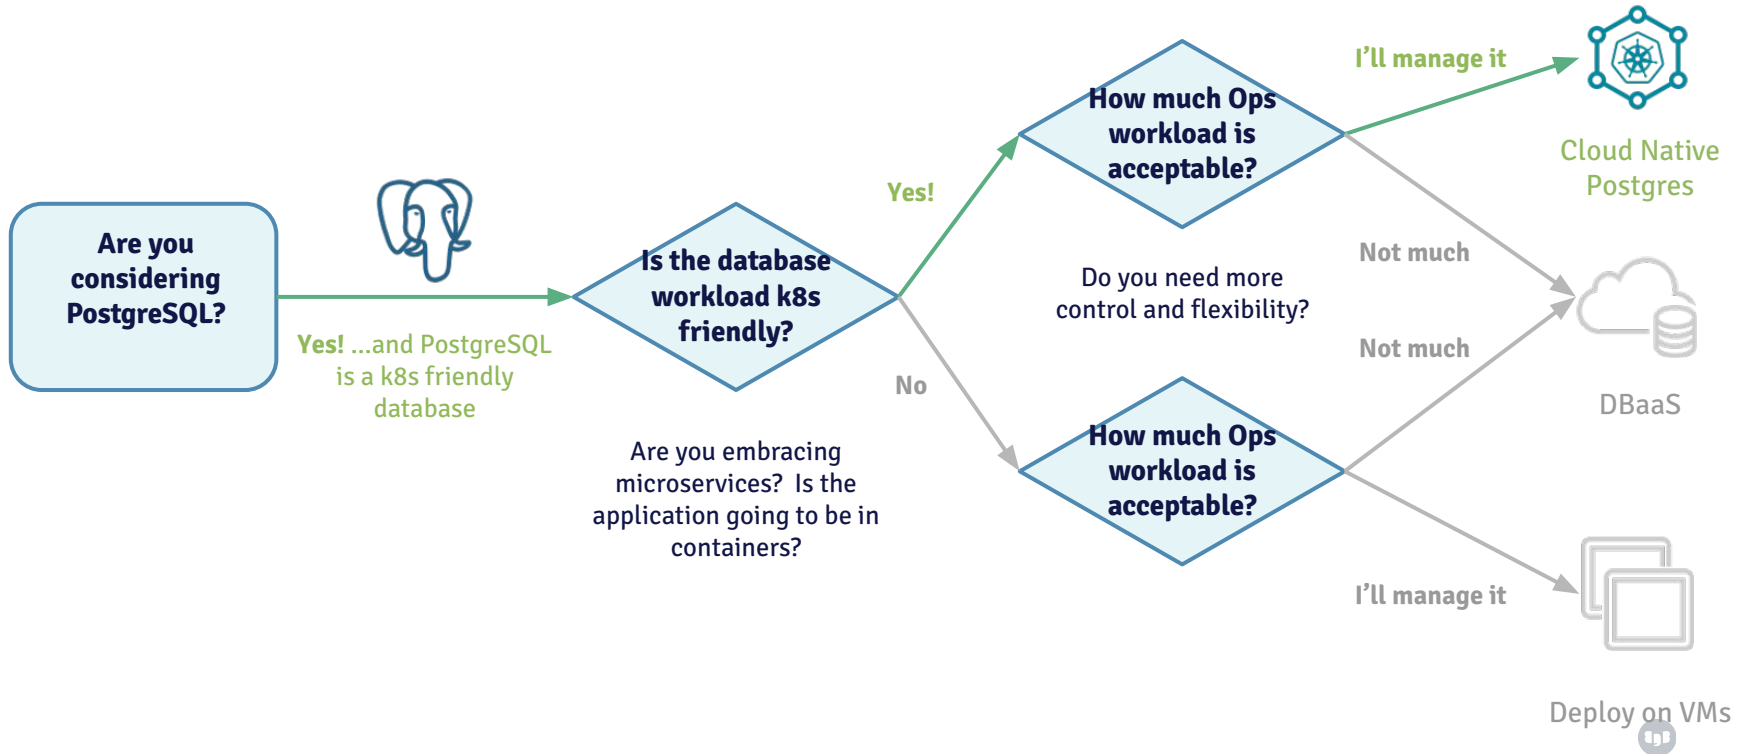 Are you
considering
PostgreSQL?
Yes! ...and PostgreSQL
is a k8s friendly
database
Is the database
workload k8s
friendly?
Are you embracing
microservices?  Is the
application going to be in
containers?
Yes!
No
How much Ops
workload is
acceptable?
Do you need more
control and flexibility?
How much Ops
workload is
acceptable?
I'll manage it
Not much
Not much
I'll manage it
Cloud Native
Postgres
DBaaS
Deploy on VMs